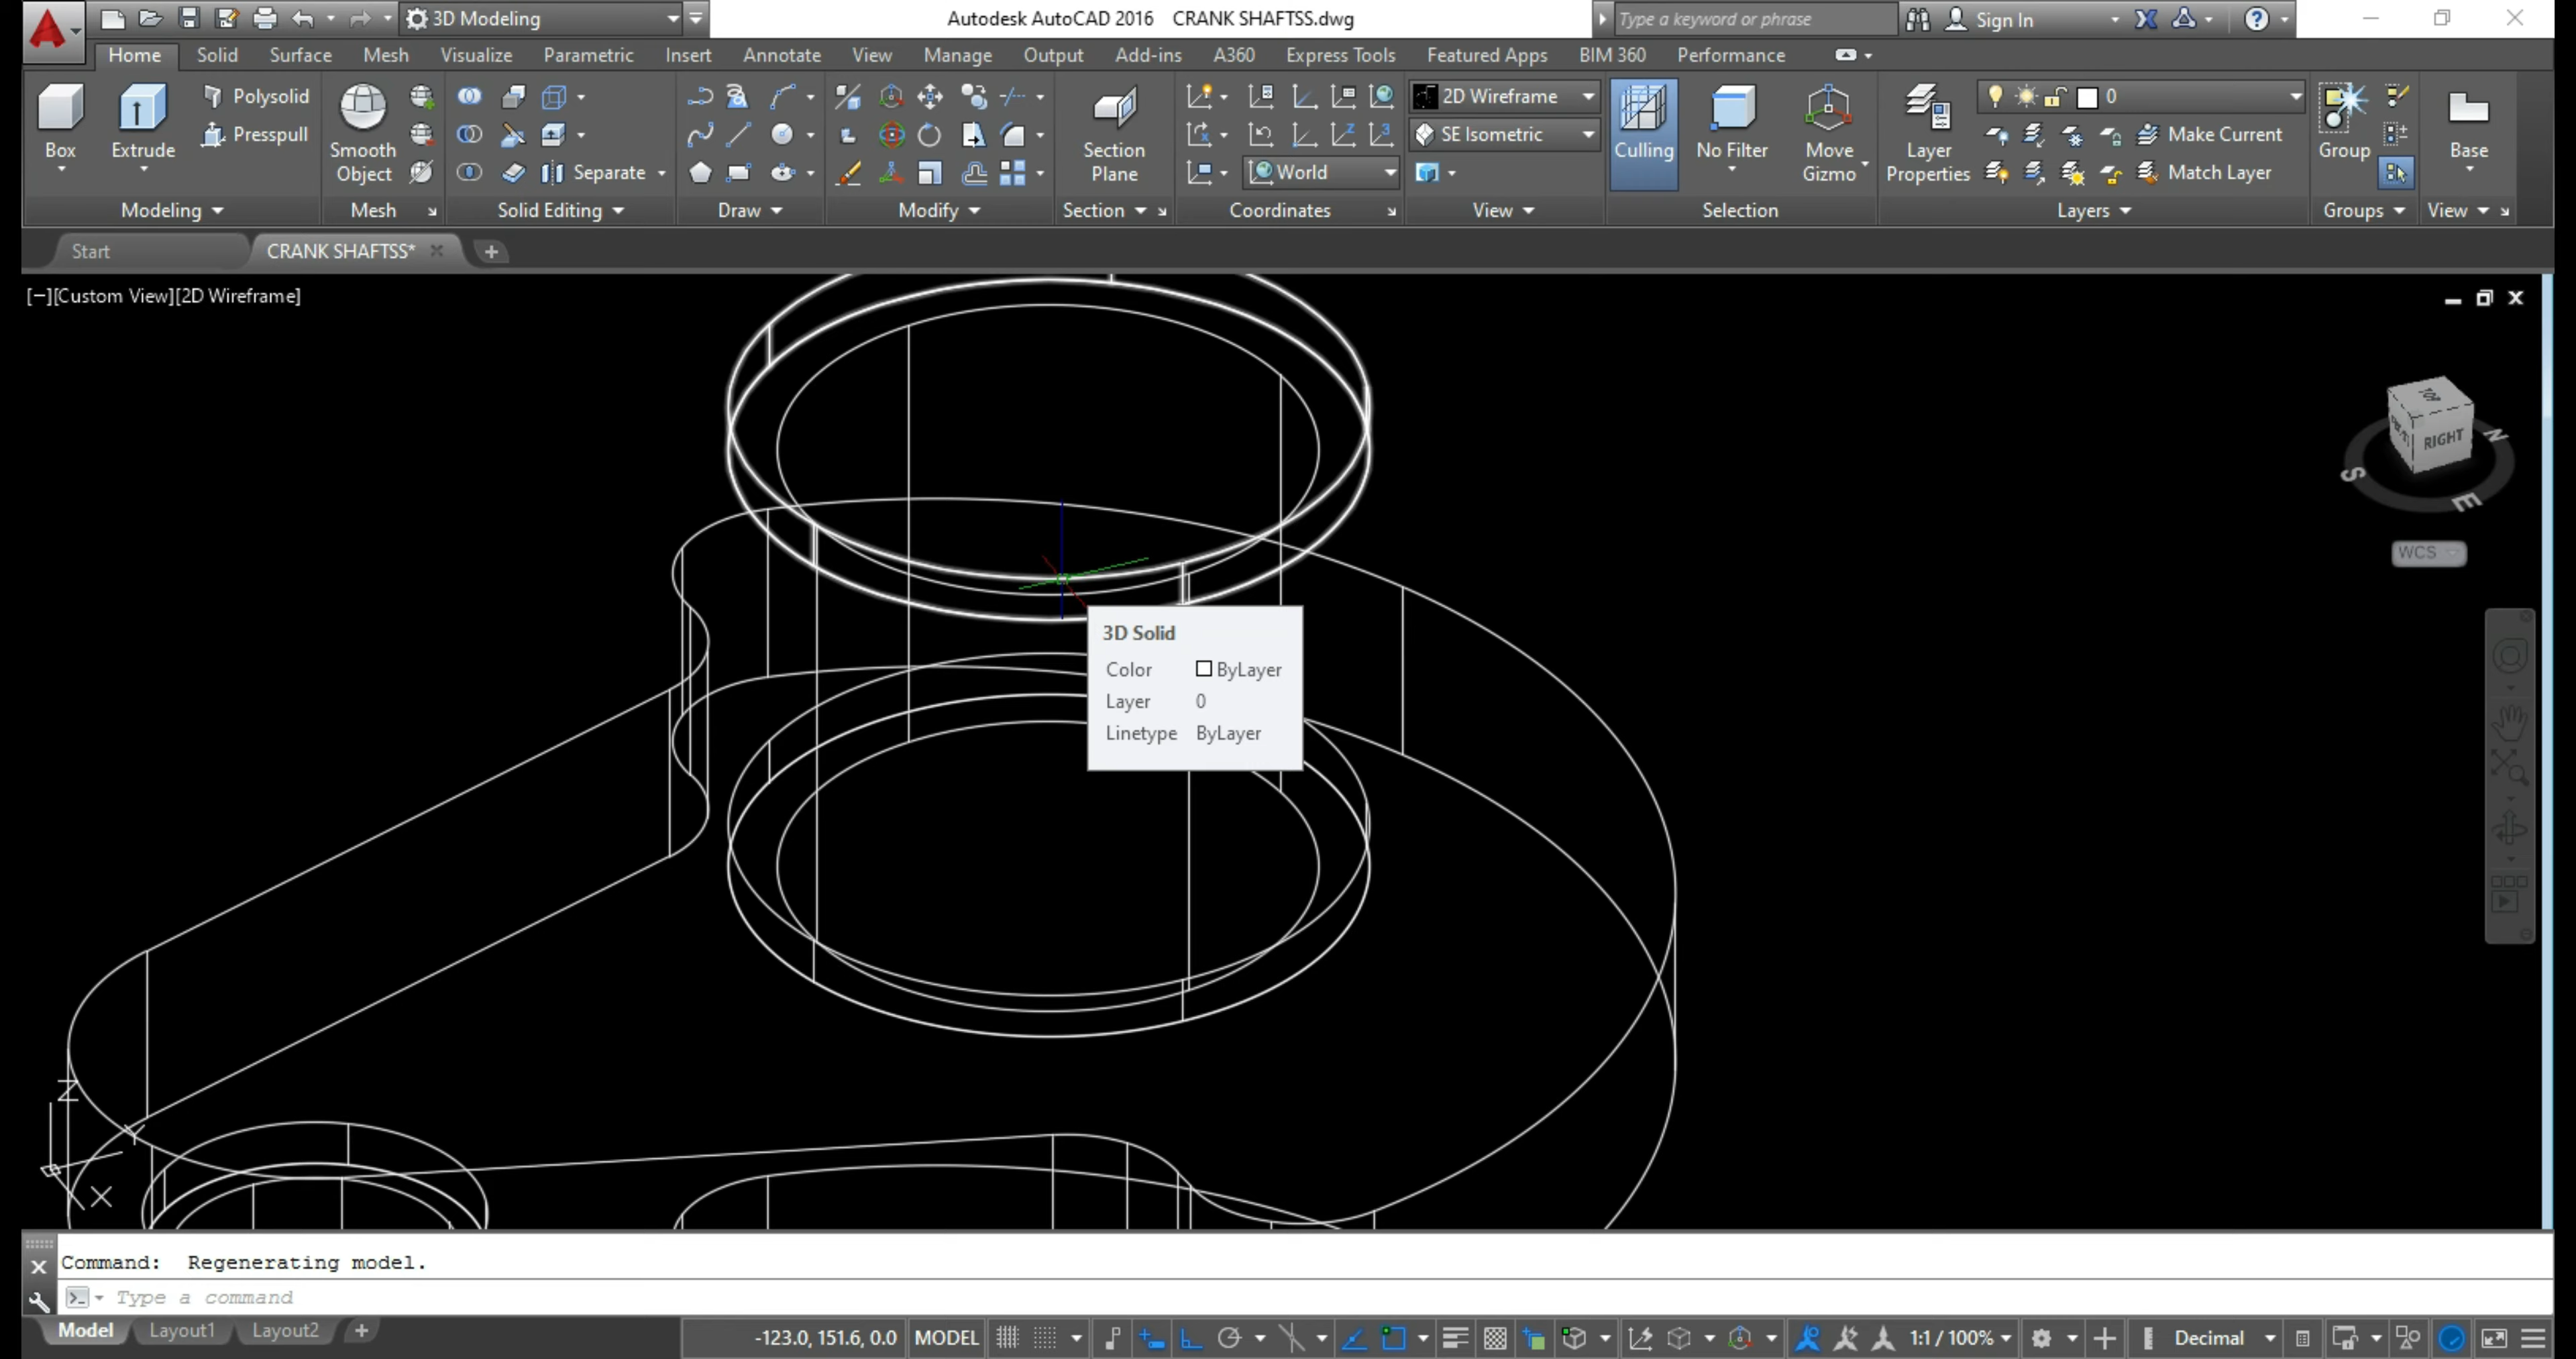 3D Modeling
Autodesk AutoCAD 2016 CRANK SHAFTSS.dwg
Type a keyword or phrase
Sign In
Home Solid Surface Mesh Visualize Parametric Insert Annotate View Manage Output Add-ins A360 Express Tools Featured Apps BIM 360 Performance
Box
Extrude
Polysolid
Presspull
Smooth
Object
Separate
Section
Plane
World
2D Wireframe
SE Isometric
Culling
No Filter
Move
Gizmo
Layer
Properties
0
Make Current
Match Layer
Group
Base
Modeling Mesh Solid Editing Draw Modify Section Coordinates View Selection Layers Groups View
Start CRANK SHAFTSS*
[−][Custom View][2D Wireframe]
TOP
RIGHT
N
S
E
WCS
3D Solid
Color ByLayer
Layer 0
Linetype ByLayer
Z
Y
X
Command: Regenerating model.
Type a command
Model Layout1 Layout2
-123.0, 151.6, 0.0 MODEL 1:1 / 100% Decimal